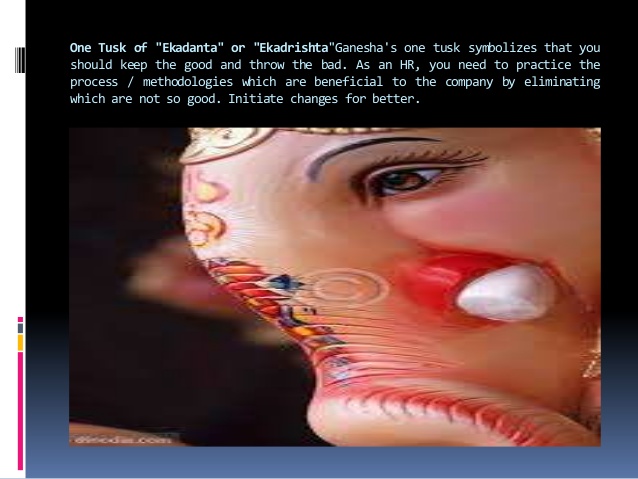 One Tusk of "Ekadanta" or "Ekadrishta"Ganesha's one tusk symbolizes that you
should keep the good and throw the bad. As an HR, you need to practice the
process / methodologies which are beneficial to the company by eliminating
which are not so good. Initiate changes for better.